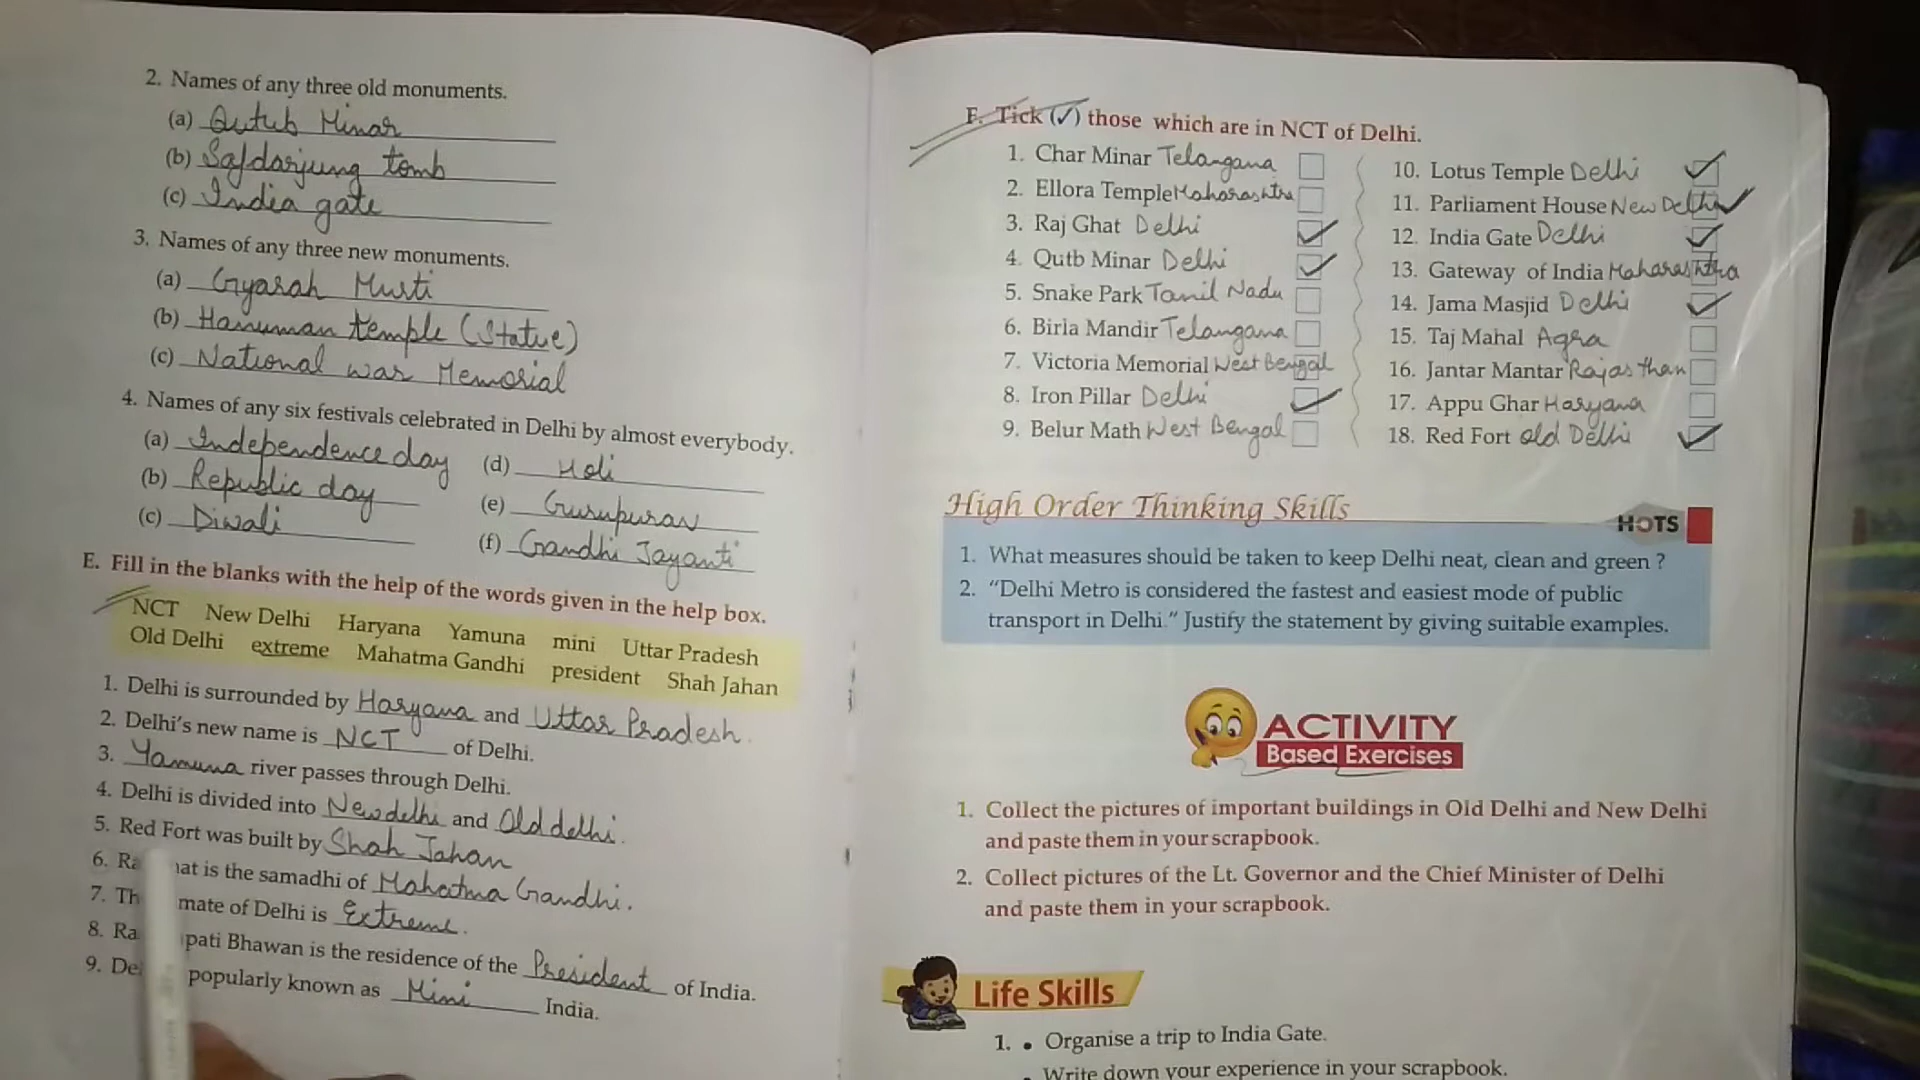 2. Names of any three old monuments.
(a) Qutub Minar
(b) Safdarjung tomb
(c) India gate
3. Names of any three new monuments.
(a) Gyarah Murti
(b) Hanuman temple (Statue)
(c) National war Memorial
4. Names of any six festivals celebrated in Delhi by almost everybody.
(a) Independence day (d) Holi
(b) Republic day (e) Gurupurav
(c) Diwali (f) Gandhi Jayanti
E. Fill in the blanks with the help of the words given in the help box.
NCT New Delhi Haryana Yamuna mini Uttar Pradesh
Old Delhi extreme Mahatma Gandhi president Shah Jahan
1. Delhi is surrounded by Haryana and Uttar Pradesh.
2. Delhi's new name is NCT of Delhi.
3. Yamuna river passes through Delhi.
4. Delhi is divided into New delhi and Old delhi.
5. Red Fort was built by Shah Jahan
6. is the samadhi of Mahatma Gandhi.
7. of Delhi is Extreme.
8. Bhawan is the residence of the President of India.
9. popularly known as Mini India.
F. Tick (✓) those which are in NCT of Delhi.
1. Char Minar Telangana
2. Ellora Temple Maharashtra
3. Raj Ghat Delhi ✓
4. Qutb Minar Delhi ✓
5. Snake Park Tamil Nadu
6. Birla Mandir Telangana
7. Victoria Memorial West Bengal
8. Iron Pillar Delhi ✓
9. Belur Math West Bengal
10. Lotus Temple Delhi ✓
11. Parliament House New Delhi ✓
12. India Gate Delhi ✓
13. Gateway of India Maharashtra
14. Jama Masjid Delhi ✓
15. Taj Mahal Agra
16. Jantar Mantar Rajasthan
17. Appu Ghar Haryana
18. Red Fort old Delhi ✓
High Order Thinking Skills
HOTS
1. What measures should be taken to keep Delhi neat, clean and green ?
2. "Delhi Metro is considered the fastest and easiest mode of public
transport in Delhi." Justify the statement by giving suitable examples.
ACTIVITY
Based Exercises
1. Collect the pictures of important buildings in Old Delhi and New Delhi
and paste them in your scrapbook.
2. Collect pictures of the Lt. Governor and the Chief Minister of Delhi
and paste them in your scrapbook.
Life Skills
1. • Organise a trip to India Gate.
• Write down your experience in your scrapbook.